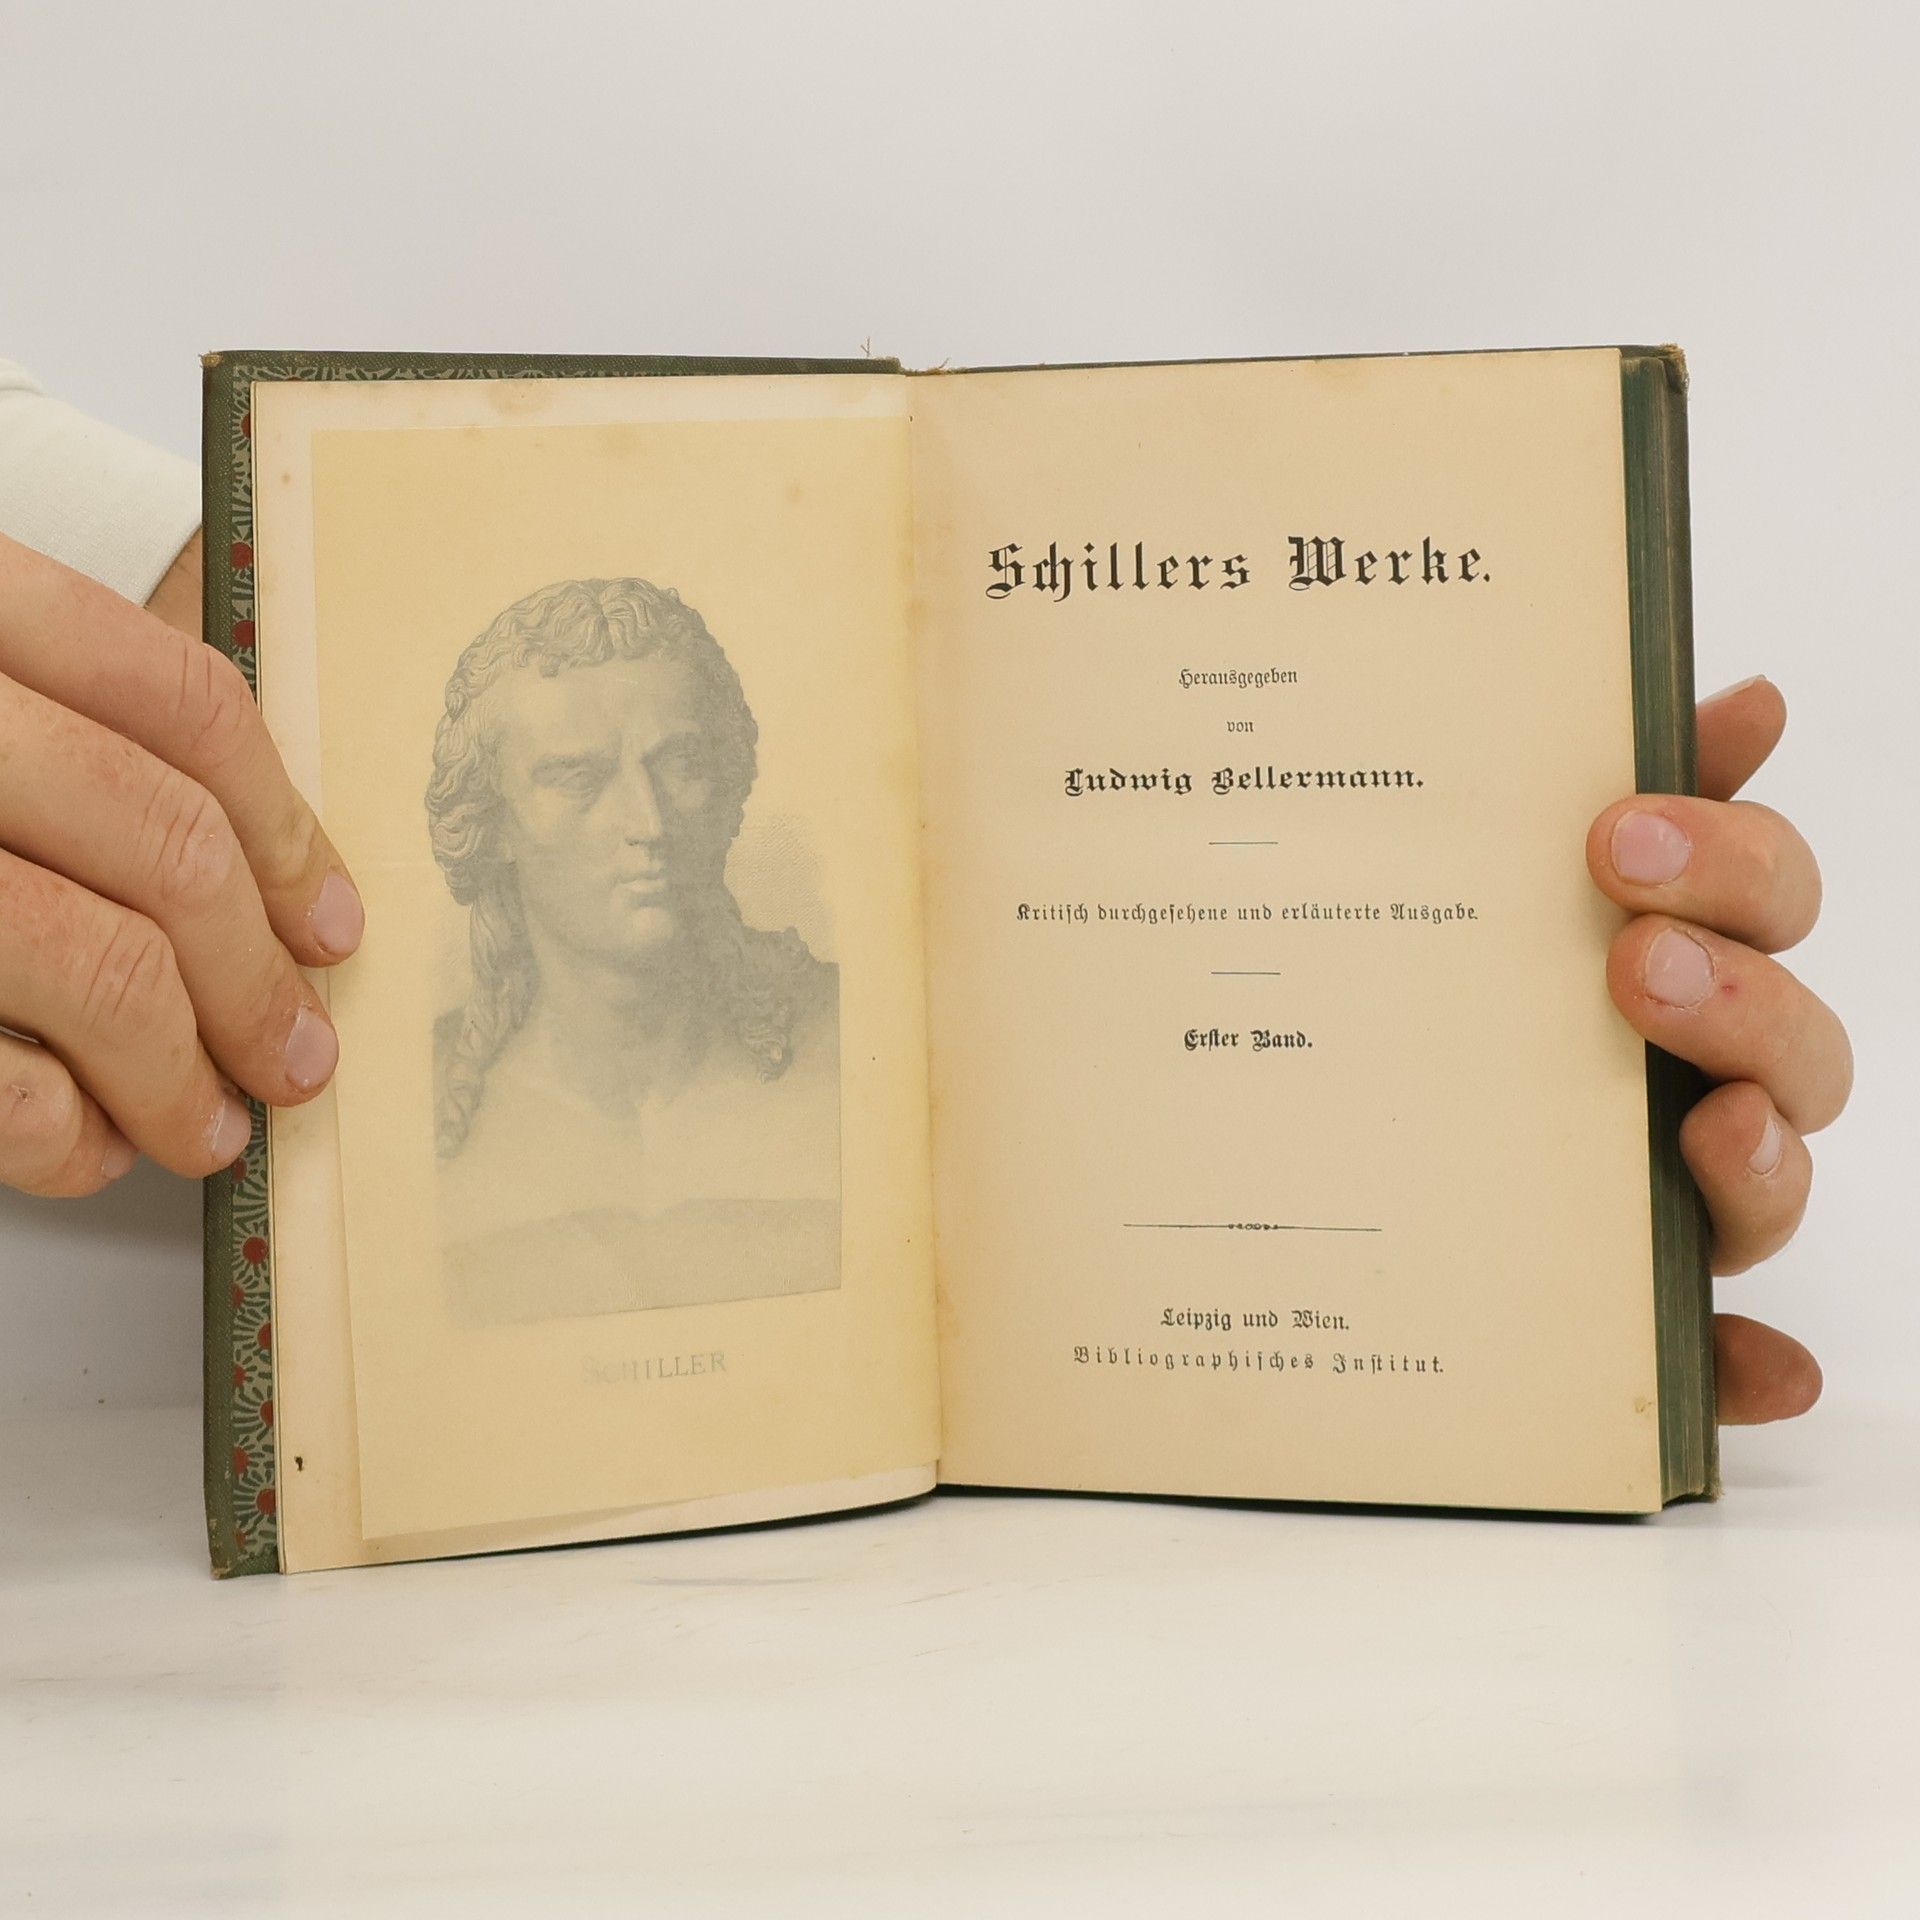 SCHILLER
Schillers Werke.
Herausgegeben
von
Ludwig Bellermann.
Kritisch durchgesehene und erläuterte Ausgabe.
Erster Band.
Leipzig und Wien.
Bibliographisches Institut.